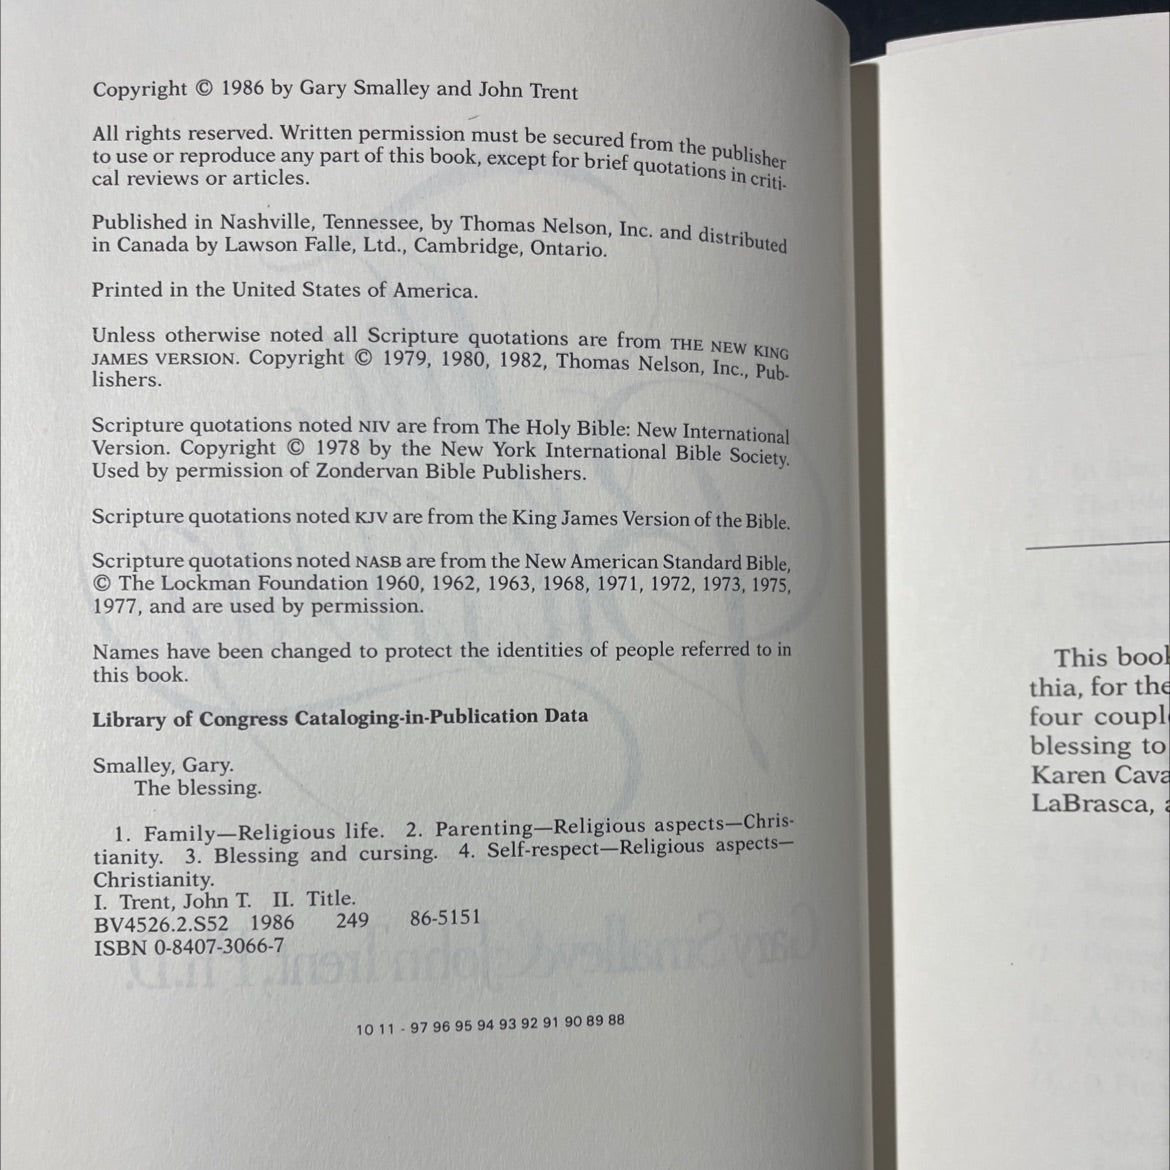 Copyright © 1986 by Gary Smalley and John Trent
All rights reserved. Written permission must be secured from the publisher
to use or reproduce any part of this book, except for brief quotations in criti-
cal reviews or articles.
Published in Nashville, Tennessee, by Thomas Nelson, Inc. and distributed
in Canada by Lawson Falle, Ltd., Cambridge, Ontario.
Printed in the United States of America.
Unless otherwise noted all Scripture quotations are from THE NEW KING
JAMES VERSION. Copyright © 1979, 1980, 1982, Thomas Nelson, Inc., Pub-
lishers.
Scripture quotations noted NIV are from The Holy Bible: New International
Version. Copyright © 1978 by the New York International Bible Society.
Used by permission of Zondervan Bible Publishers.
Scripture quotations noted KJV are from the King James Version of the Bible.
Scripture quotations noted NASB are from the New American Standard Bible,
© The Lockman Foundation 1960, 1962, 1963, 1968, 1971, 1972, 1973, 1975,
1977, and are used by permission.
Names have been changed to protect the identities of people referred to in
this book.
Library of Congress Cataloging-in-Publication Data
Smalley, Gary.
The blessing.
1. Family—Religious life. 2. Parenting—Religious aspects—Chris-
tianity. 3. Blessing and cursing. 4. Self-respect—Religious aspects—
Christianity.
I. Trent, John T. II. Title.
BV4526.2.S52 1986 249 86-5151
ISBN 0-8407-3066-7
10 11 - 97 96 95 94 93 92 91 90 89 88
This book
thia, for the
four coupl
blessing to
Karen Cava
LaBrasca,